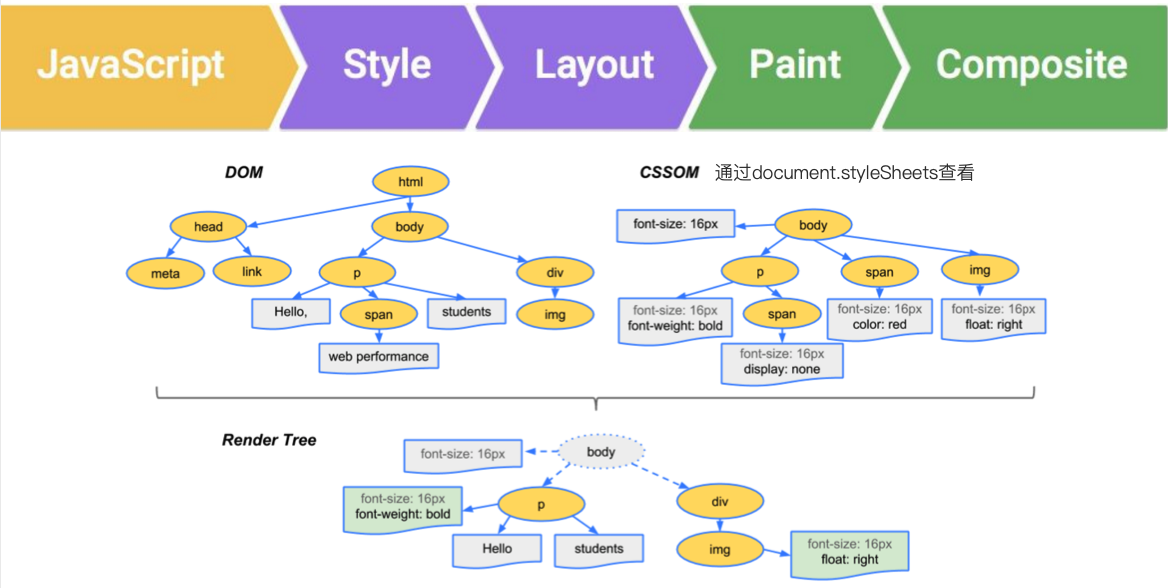 JavaScript
Style
Layout
Paint
Composite
DOM
html
head
body
meta
link
p
div
Hello,
span
students
img
web performance
CSSOM
通过document.styleSheets查看
font-size: 16px
body
p
span
img
font-size: 16px
font-weight: bold
span
font-size: 16px
color: red
font-size: 16px
float: right
font-size: 16px
display: none
Render Tree
font-size: 16px
body
font-size: 16px
font-weight: bold
p
div
Hello
students
img
font-size: 16px
float: right